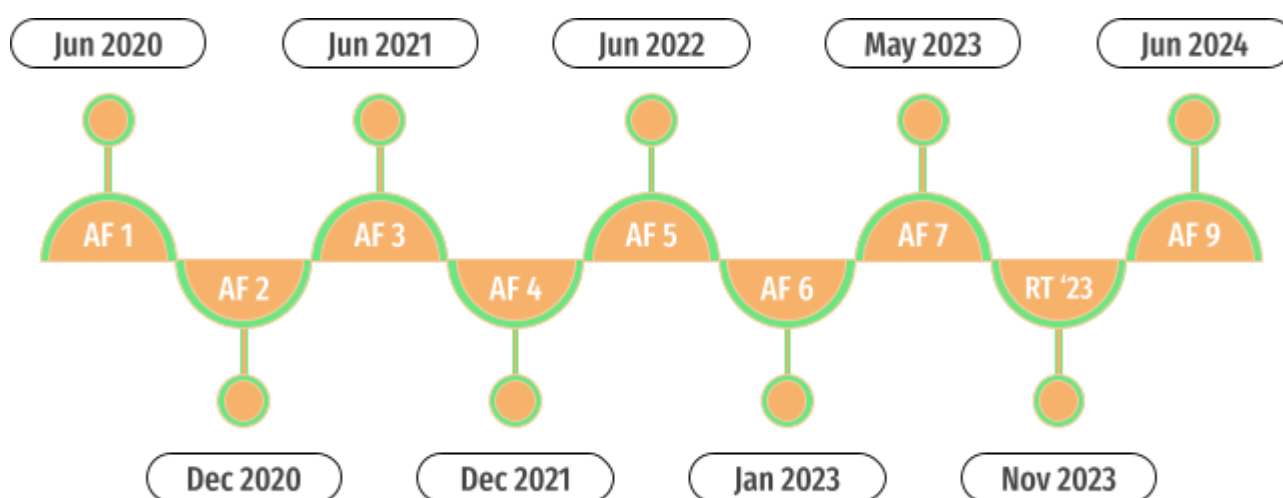 Jun 2020
Jun 2021
Jun 2022
May 2023
Jun 2024
AF 1
AF 3
AF 5
AF 7
AF 9
AF 2
AF 4
AF 6
RT ‘23
Dec 2020
Dec 2021
Jan 2023
Nov 2023